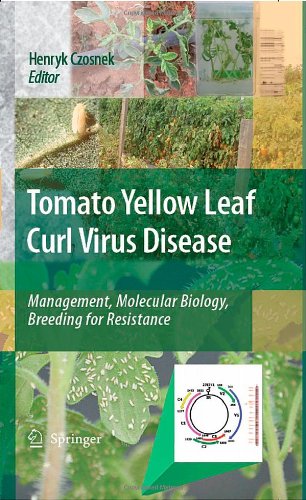 Henryk Czosnek
Editor
Tomato Yellow Leaf
Curl Virus Disease
Management, Molecular Biology,
Breeding for Resistance
Springer